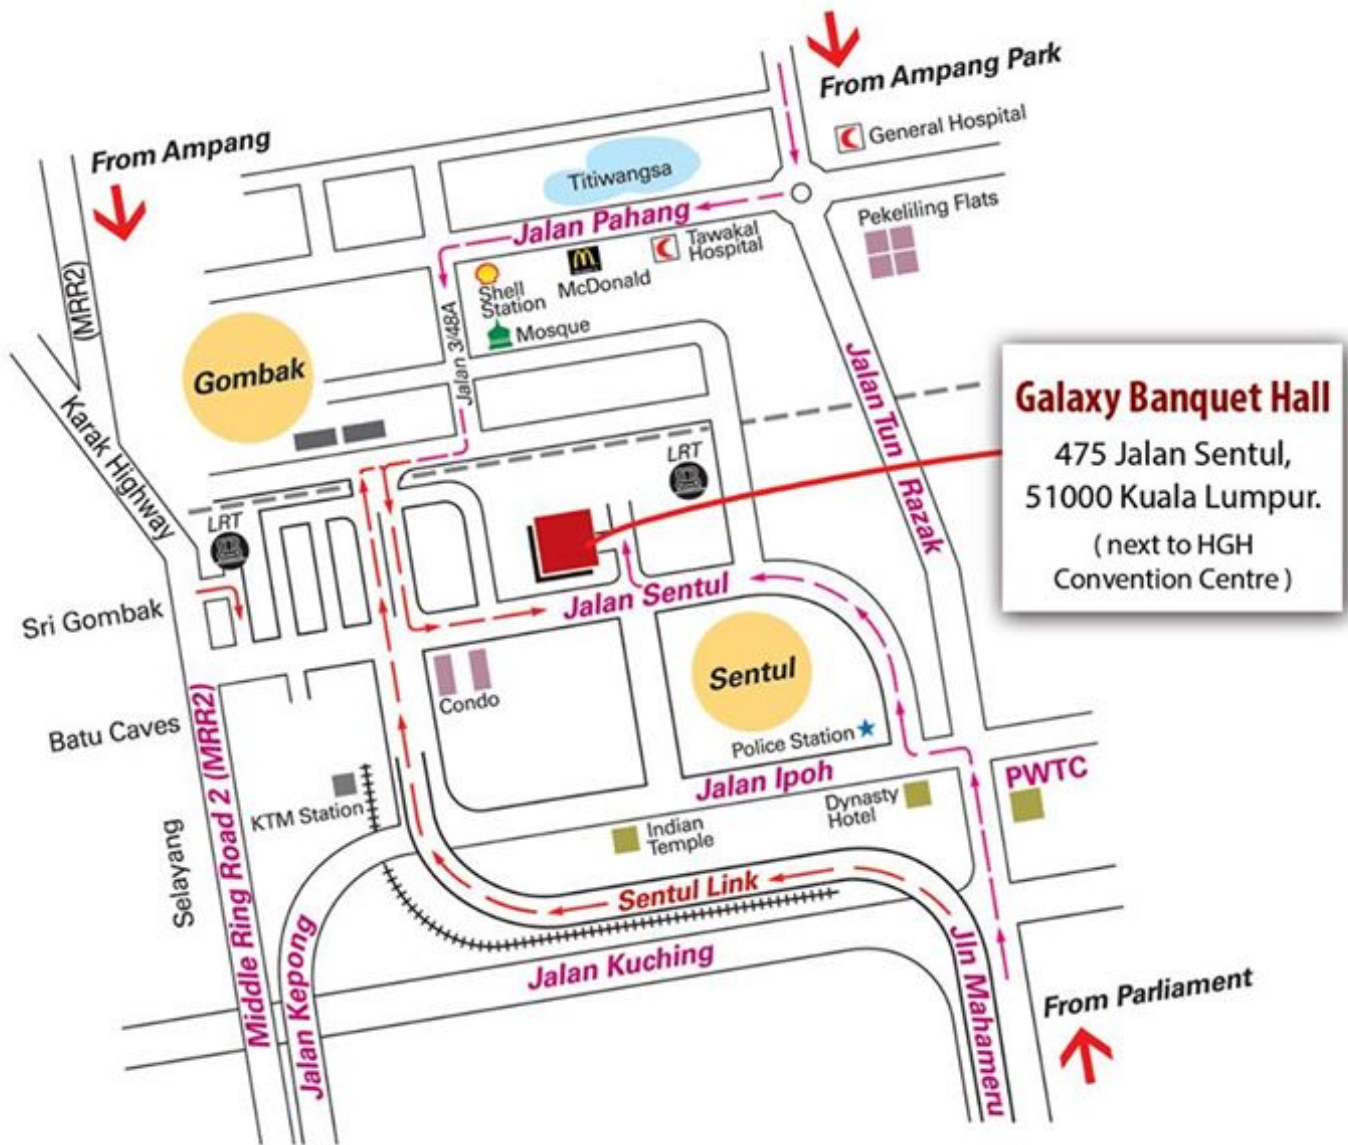 From Ampang Park
General Hospital
From Ampang
Titiwangsa
Pekeliling Flats
Jalan Pahang
Tawakal
Hospital
McDonald
Shell
Station
Mosque
(MRR2)
Jalan 3/48A
Gombak
Jalan Tun Razak
Karak Highway
Galaxy Banquet Hall
475 Jalan Sentul,
51000 Kuala Lumpur.
( next to HGH
Convention Centre )
LRT
LRT
Jalan Sentul
Sri Gombak
Sentul
Condo
Batu Caves
Police Station
Jalan Ipoh
PWTC
KTM Station
Dynasty
Hotel
Indian
Temple
Selayang
Middle Ring Road 2 (MRR2)
Sentul Link
Jalan Kepong
Jalan Kuching
Jln Mahameru
From Parliament